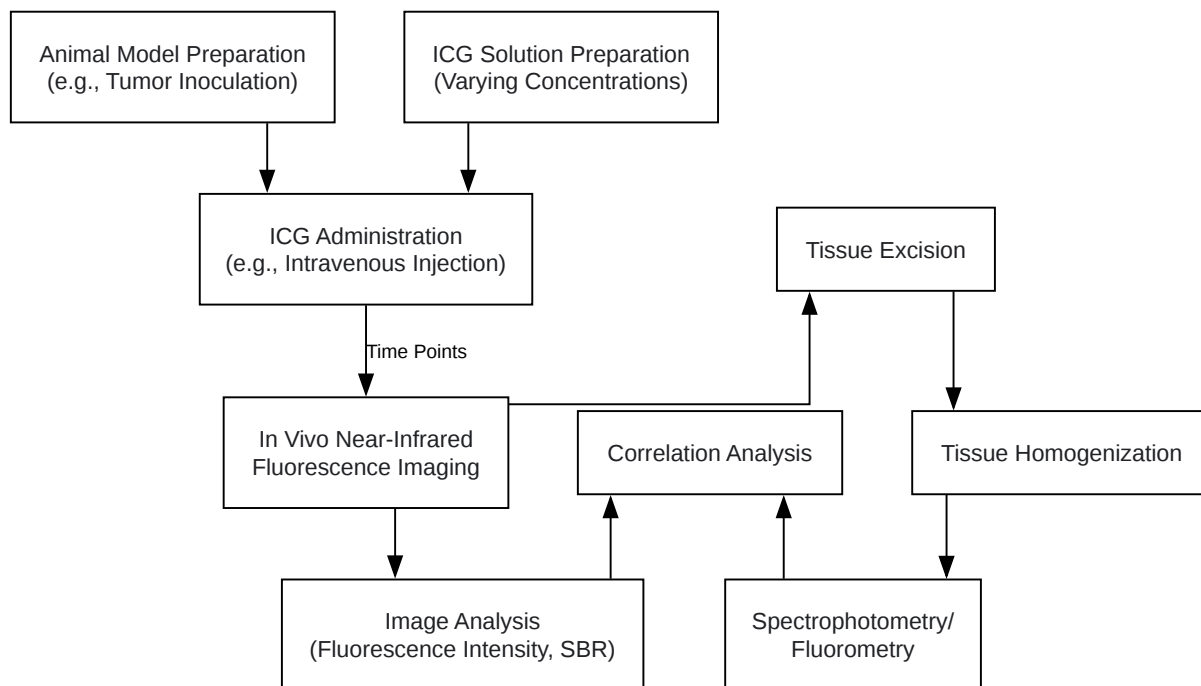 Animal Model Preparation
(e.g., Tumor Inoculation)
ICG Solution Preparation
(Varying Concentrations)
ICG Administration
(e.g., Intravenous Injection)
Tissue Excision
Time Points
In Vivo Near-Infrared
Fluorescence Imaging
Correlation Analysis
Tissue Homogenization
Image Analysis
(Fluorescence Intensity, SBR)
Spectrophotometry/
Fluorometry